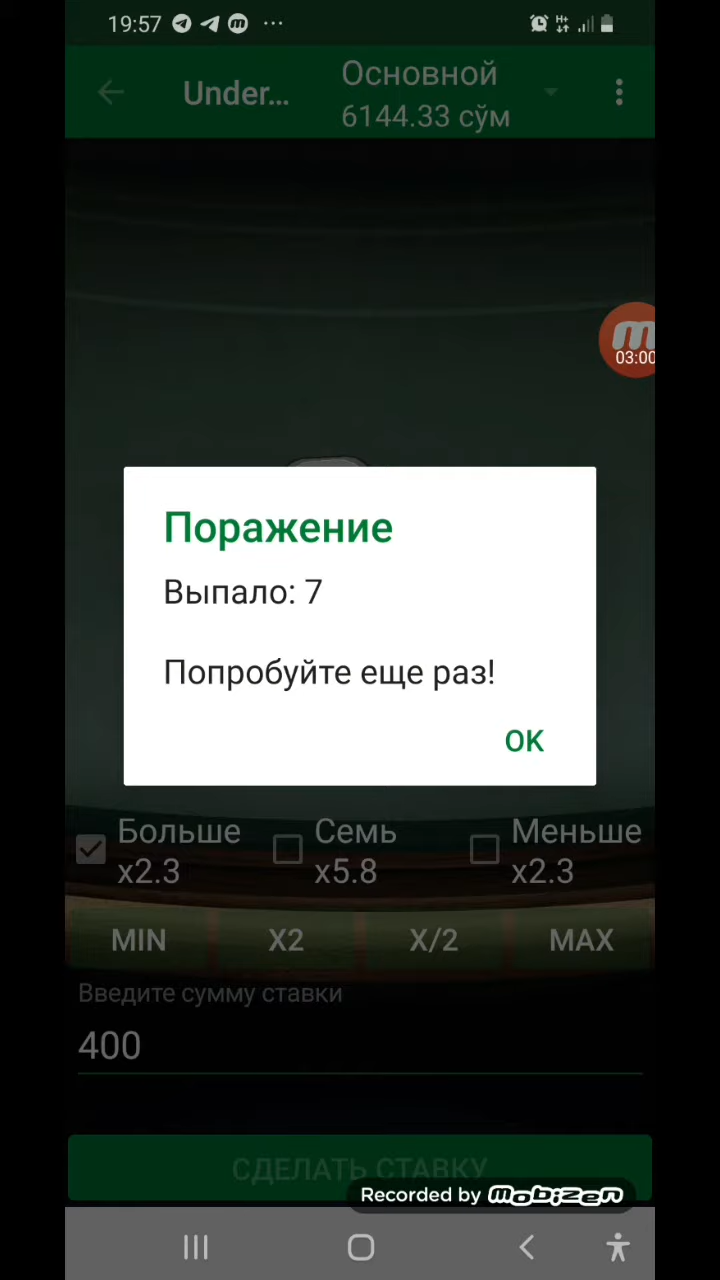 19:57
Under...
Основной
6144.33 сўм
03:00
Поражение
Выпало: 7
Попробуйте еще раз!
OK
Больше
x2.3
Семь
x5.8
Меньше
x2.3
MIN
X2
X/2
MAX
Введите сумму ставки
400
СДЕЛАТЬ СТАВКУ
Recorded by mobizen